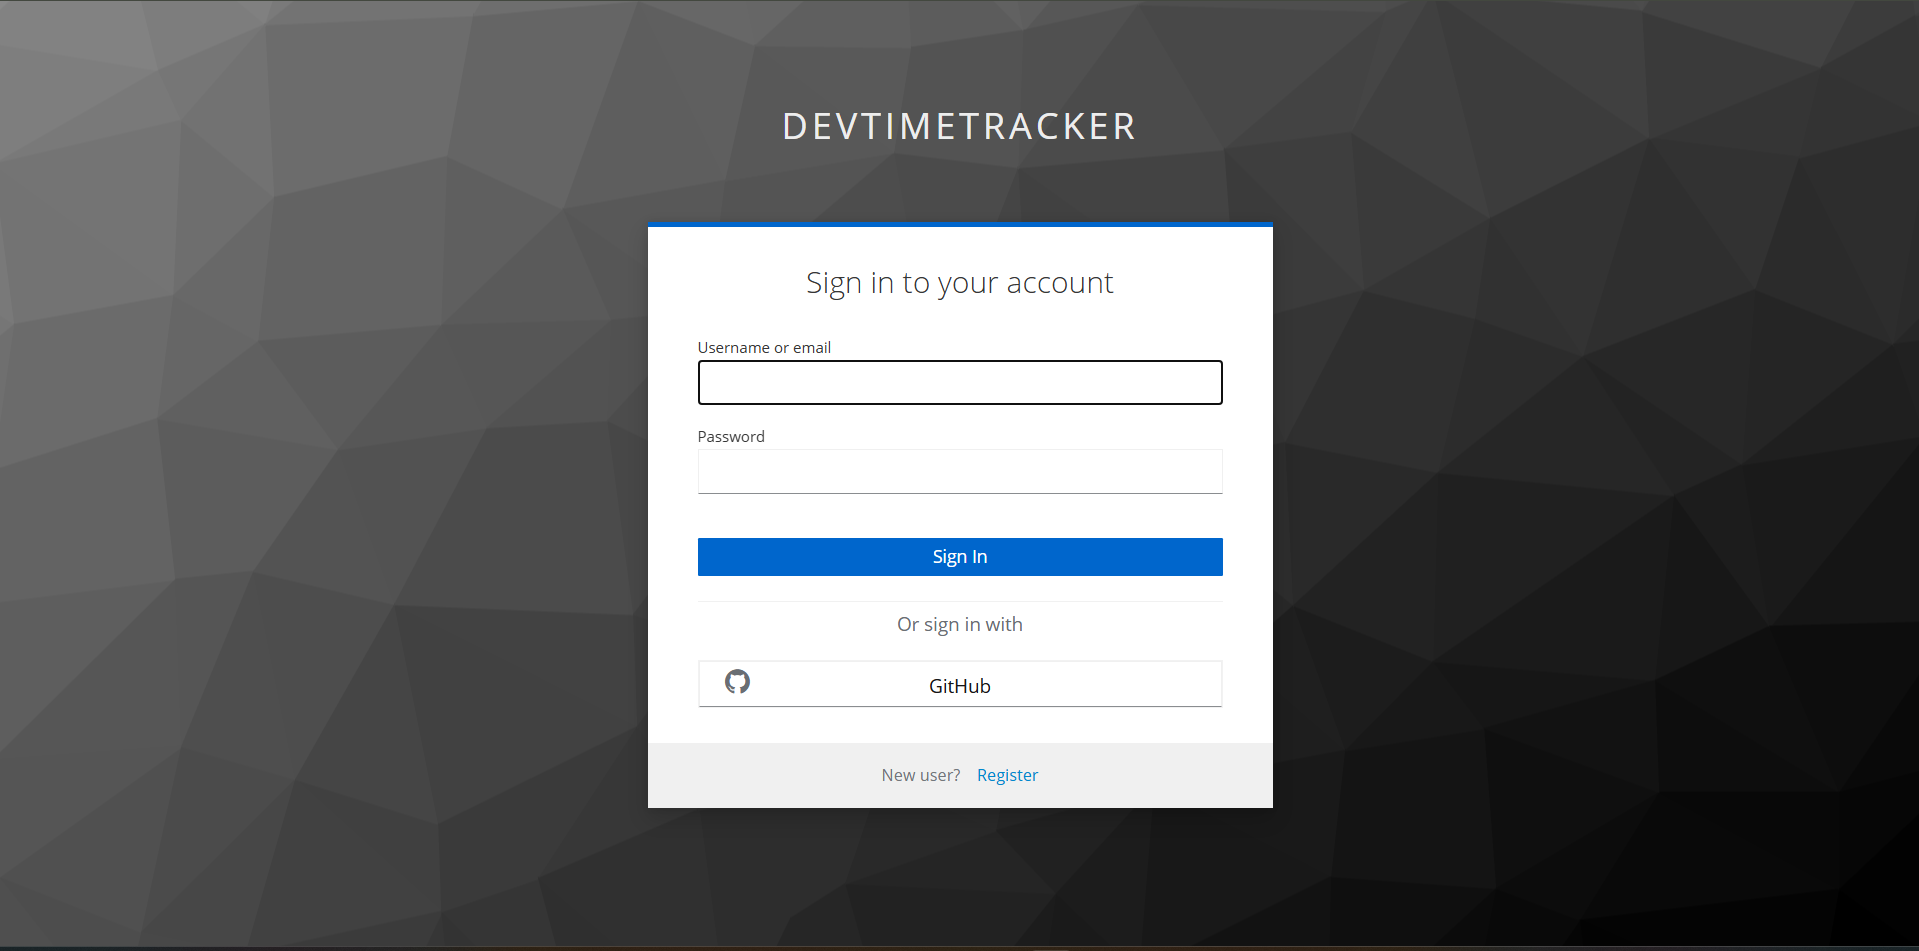 DEVTIMETRACKER
Sign in to your account
Username or email
Password
Sign In
Or sign in with
GitHub
New user? Register